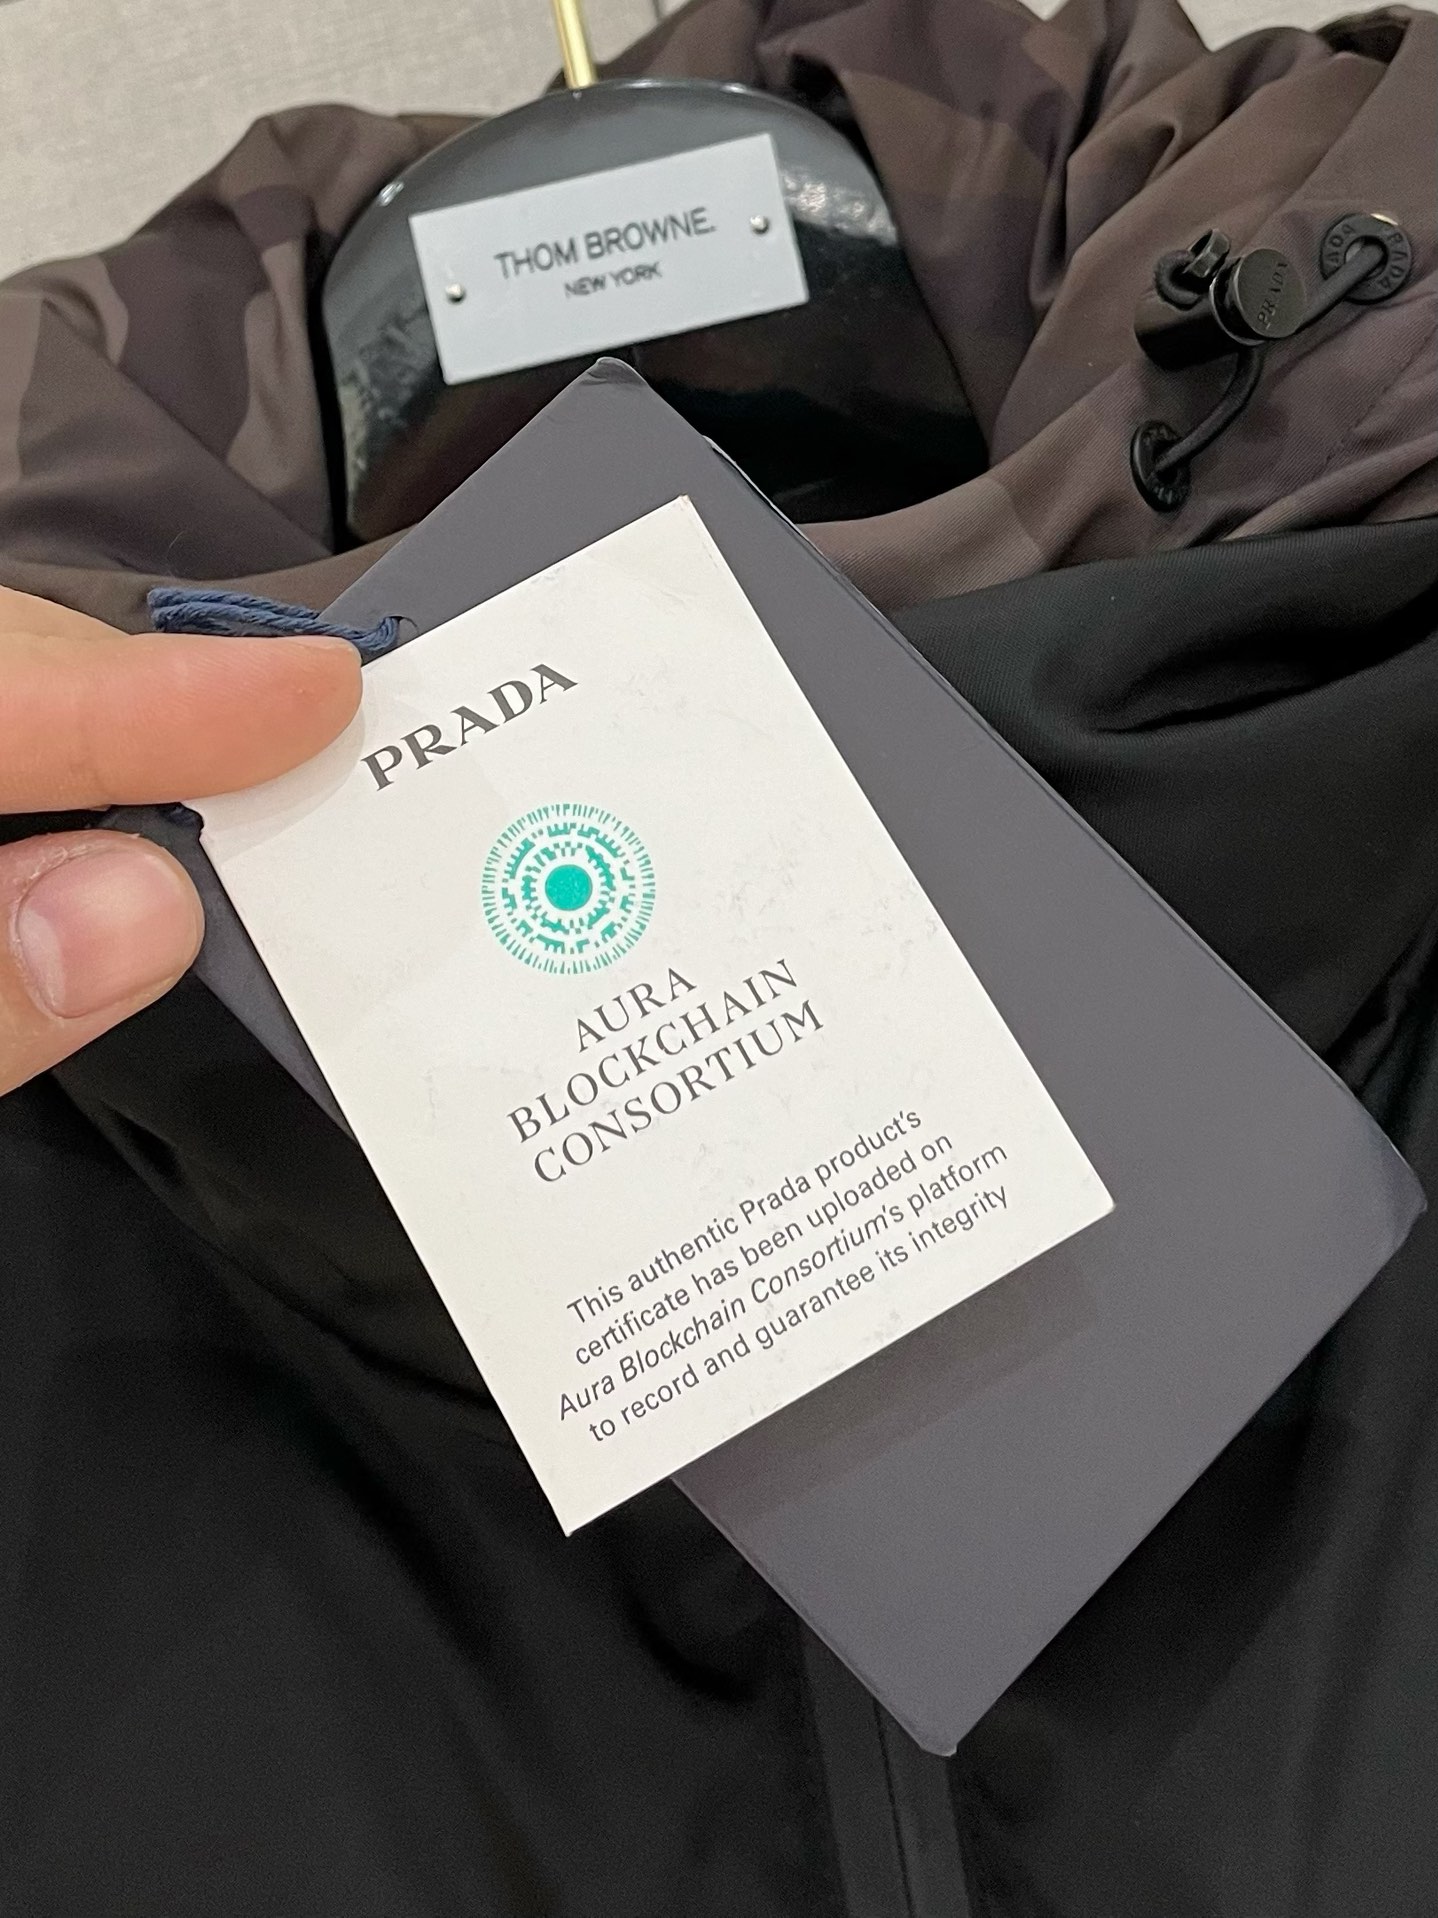 THOM BROWNE.
NEW YORK
PRADA
PRADA
AURA
BLOCKCHAIN
CONSORTIUM
This authentic Prada product's
certificate has been uploaded on
Aura Blockchain Consortium's platform
to record and guarantee its integrity